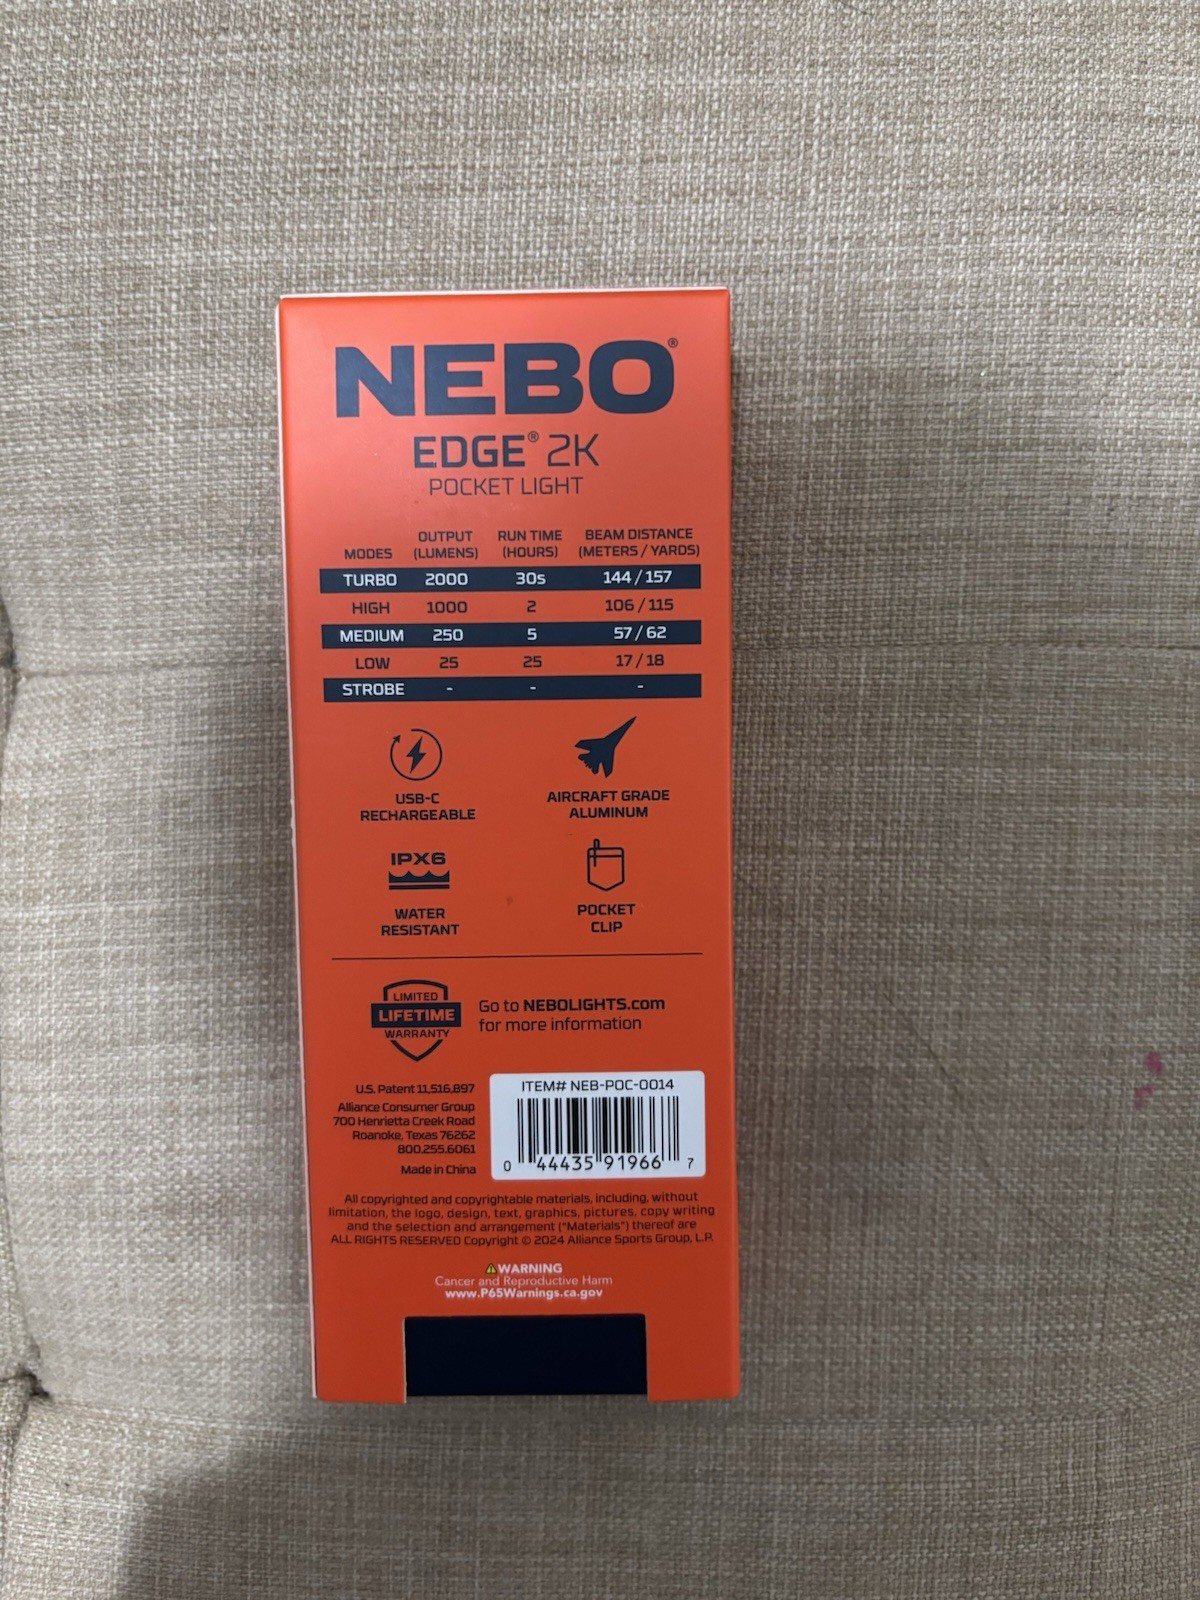 NEBO®
EDGE® 2K
POCKET LIGHT
MODES OUTPUT (LUMENS) RUN TIME (HOURS) BEAM DISTANCE (METERS / YARDS)
TURBO 2000 30s 144 / 157
HIGH 1000 2 106 / 115
MEDIUM 250 5 57 / 62
LOW 25 25 17 / 18
STROBE - - -
USB-C
RECHARGEABLE
AIRCRAFT GRADE
ALUMINUM
IPX6
WATER
RESISTANT
POCKET
CLIP
LIMITED
LIFETIME
WARRANTY
Go to NEBOLIGHTS.com
for more information
U.S. Patent 11,516,897
Alliance Consumer Group
700 Henrietta Creek Road
Roanoke, Texas 76262
800.255.6061
Made in China
ITEM# NEB-POC-0014
0 44435 91966 7
All copyrighted and copyrightable materials, including, without
limitation, the logo, design, text, graphics, pictures, copy writing
and the selection and arrangement ("Materials") thereof are
ALL RIGHTS RESERVED Copyright © 2024 Alliance Sports Group, L.P.
⚠WARNING
Cancer and Reproductive Harm
www.P65Warnings.ca.gov